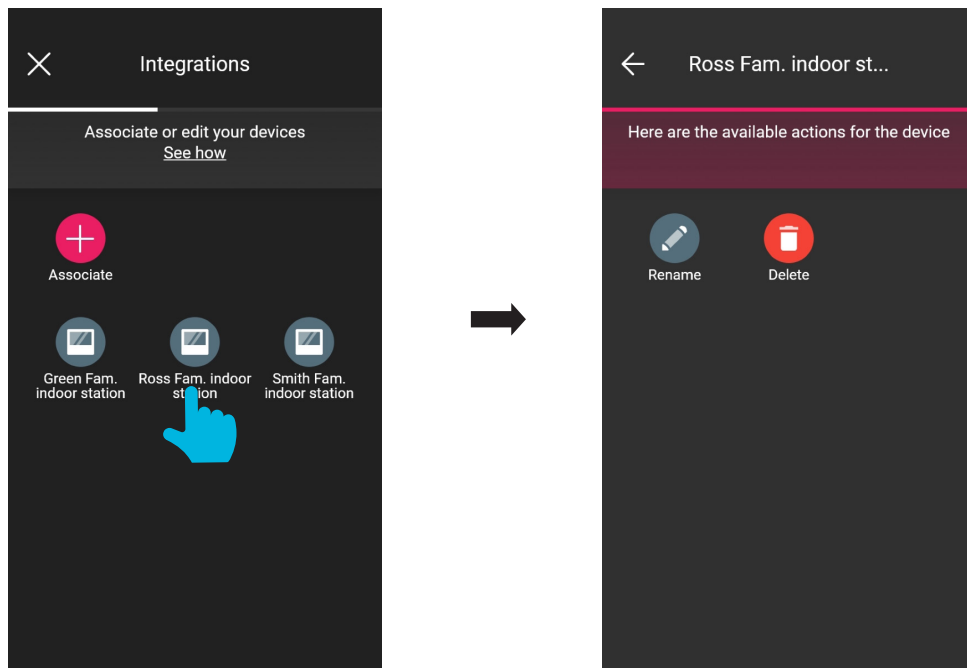 Integrations
Associate or edit your devices
See how
Associate
Green Fam.
indoor station
Ross Fam. indoor
station
Smith Fam.
indoor station
Ross Fam. indoor st...
Here are the available actions for the device
Rename
Delete